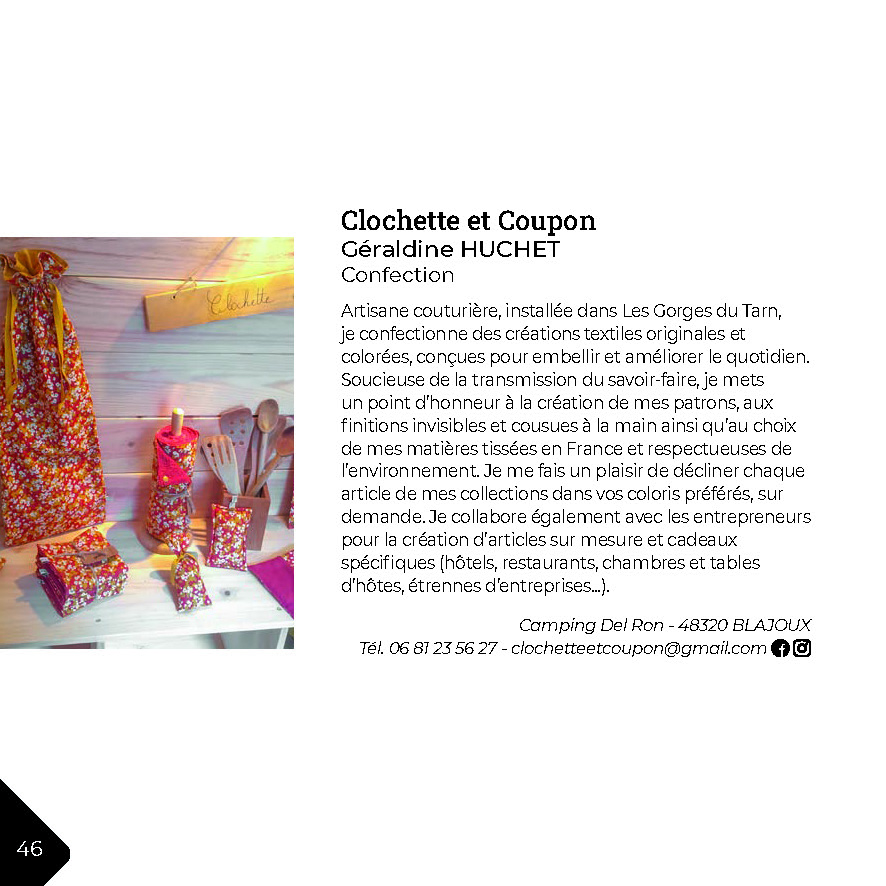 Clochette et Coupon
Géraldine HUCHET
Confection
Artisane couturière, installée dans Les Gorges du Tarn,
je confectionne des créations textiles originales et
colorées, conçues pour embellir et améliorer le quotidien.
Soucieuse de la transmission du savoir-faire, je mets
un point d'honneur à la création de mes patrons, aux
finitions invisibles et cousues à la main ainsi qu'au choix
de mes matières tissées en France et respectueuses de
l'environnement. Je me fais un plaisir de décliner chaque
article de mes collections dans vos coloris préférés, sur
demande. Je collabore également avec les entrepreneurs
pour la création d'articles sur mesure et cadeaux
spécifiques (hôtels, restaurants, chambres et tables
d'hôtes, étrennes d'entreprises...).
Camping Del Ron - 48320 BLAJOUX
Tél. 06 81 23 56 27 - clochetteetcoupon@gmail.com
Clochette
46